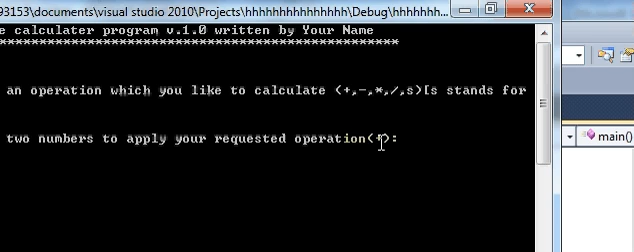 93153\documents\visual studio 2010\Projects\hhhhhhhhhhhhhhh\Debug\hhhhhhh...
e calculater program v.1.0 written by Your Name
an operation which you like to calculate (+,-,*,/,s)[s stands for
two numbers to apply your requested operation(+):
main()